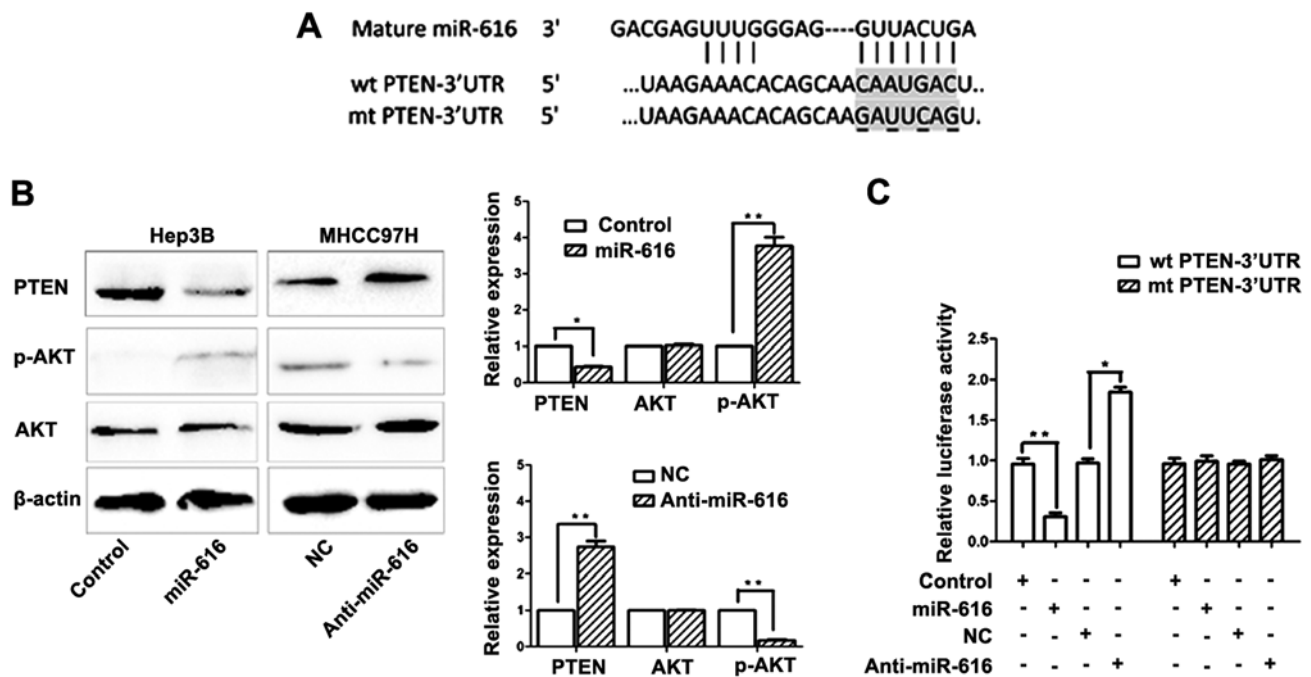 A
Mature miR-616 3' GACGAGUUUGGGGAG----GUUACUGA
wt PTEN-3'UTR 5' ...UAAGAAACACAGCAACAAUGACU..
mt PTEN-3'UTR 5' ...UAAGAAACACAGCAAGAUUCAGU.
B
Hep3B MHCC97H
PTEN
p-AKT
AKT
β-actin
Control miR-616 NC Anti-miR-616
Relative expression
5
4
3
2
1
0
Control
miR-616
*
**
PTEN AKT p-AKT
Relative expression
5
4
3
2
1
0
NC
Anti-miR-616
**
**
PTEN AKT p-AKT
C
wt PTEN-3'UTR
mt PTEN-3'UTR
Relative luciferase activity
2.5
2.0
1.5
1.0
0.5
0.0
**
*
Control + - - - + - - -
miR-616 - + - - - + - -
NC - - + - - - + -
Anti-miR-616 - - - + - - - +